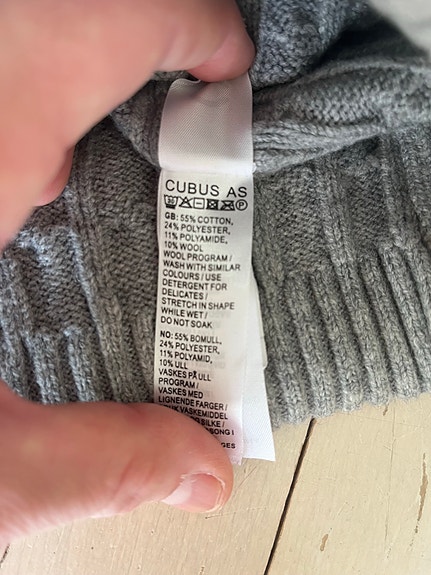 CUBUS AS
GB: 55% COTTON,
24% POLYESTER,
11% POLYAMIDE,
10% WOOL
WOOL PROGRAM /
WASH WITH SIMILAR
COLOURS / USE
DETERGENT FOR
DELICATES /
STRETCH IN SHAPE
WHILE WET /
DO NOT SOAK
NO: 55% BOMULL,
24% POLYESTER,
11% POLYAMID,
10% ULL
VASKES PÅ ULL
PROGRAM /
VASKES MED
LIGNENDE FARGER /
VASKEMIDDEL
SILKE /